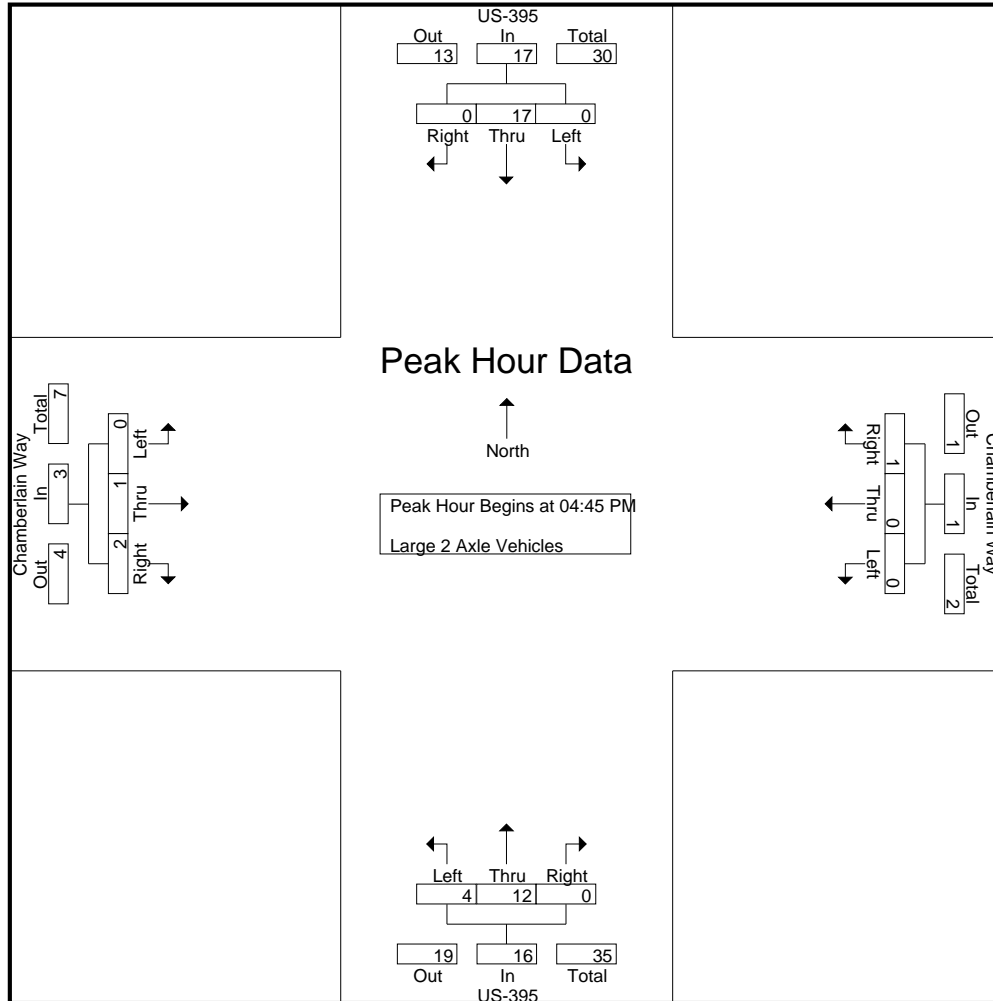 US-395
Out In Total
13 17 30
0 17 0
Right Thru Left
Peak Hour Data
North
Peak Hour Begins at 04:45 PM
Large 2 Axle Vehicles
Chamberlain Way
Total In Out
7 3 4
0 1 2
Left Thru Right
Chamberlain Way
Out In Total
1 1 2
1 0 0
Right Thru Left
Left Thru Right
4 12 0
19 16 35
Out In Total
US-395